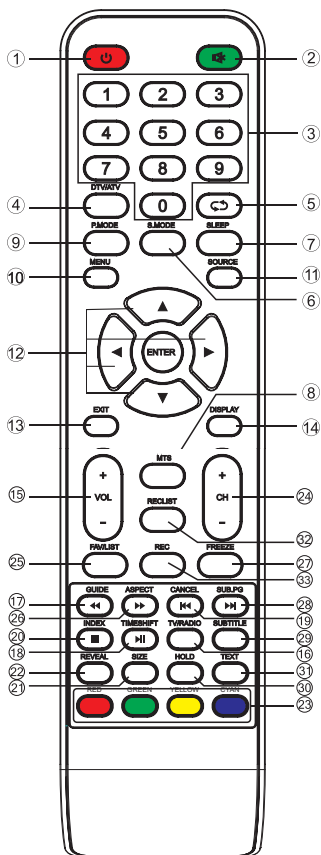 ① ②
1 2 3
③
4 5 6
7 8 9
DTV/ATV
④ 0 ⑤
P.MODE S.MODE SLEEP
⑨ ⑦
MENU SOURCE
⑩ ⑪
⑥
⑫ ENTER
⑧
EXIT DISPLAY
⑬ ⑭
MTS
+ +
⑮ VOL CH ㉔
RECLIST
- -
㉜
FAV/LIST REC FREEZE
㉕ ㉗
㉝
GUIDE ASPECT CANCEL SUB.PG
⑰ ㉘
㉖ ⑲
INDEX TIMESHIFT TV/RADIO SUBTITLE
⑳ ㉙
⑱ ⑯
REVEAL SIZE HOLD TEXT
㉒ ㉛
㉑ ㉚
RED GREEN YELLOW CYAN
㉓